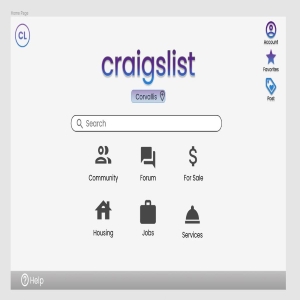 Home Page
CL
Account
craigslist
Favorites
Corvallis
Post
Search
Community
Forum
For Sale
Housing
Jobs
Services
Help